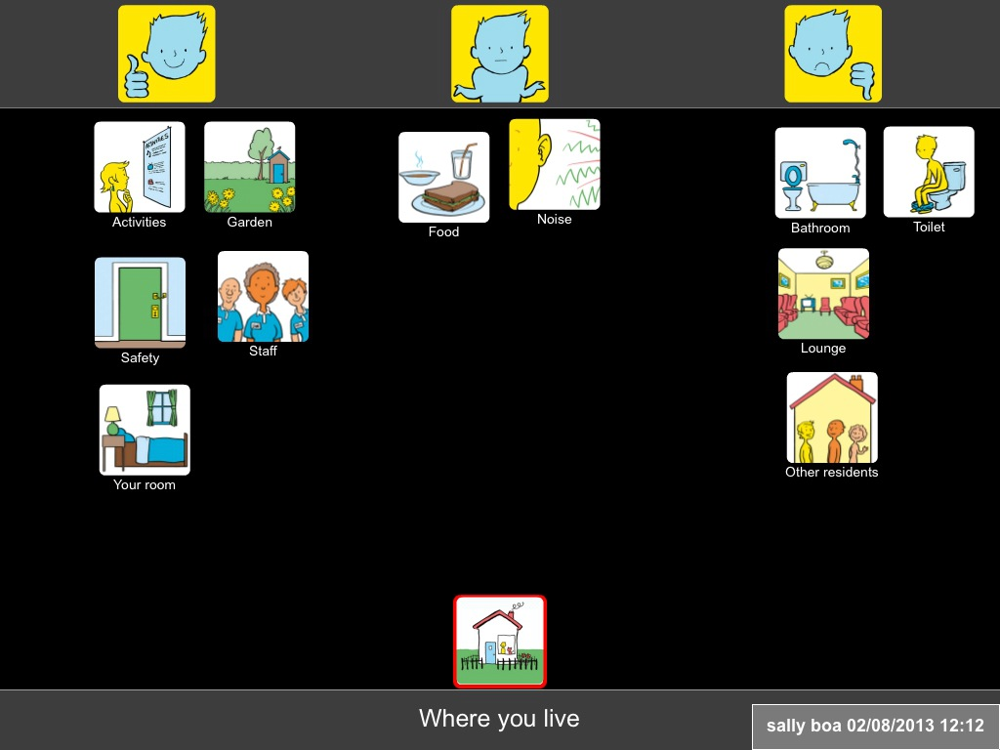 ACTIVITIES
Activities
Garden
Food
Noise
Bathroom
Toilet
Safety
Staff
Lounge
Your room
Other residents
Where you live
sally boa 02/08/2013 12:12